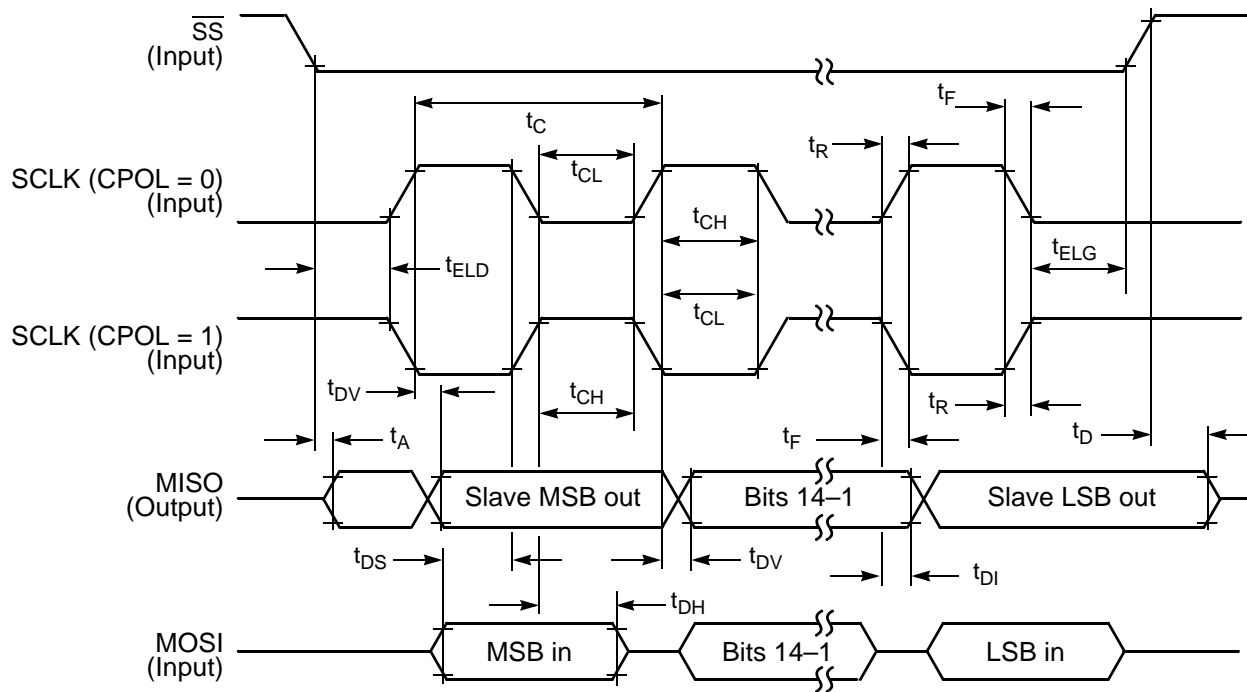 SS
(Input)
tF
tC
tR
SCLK (CPOL = 0)
(Input)
tCL
tCH
tELD
tELG
tCL
SCLK (CPOL = 1)
(Input)
tDV
tCH
tR
tA
tF
tD
MISO
(Output)
Slave MSB out
Bits 14–1
Slave LSB out
tDS
tDV
tDI
tDH
MOSI
(Input)
MSB in
Bits 14–1
LSB in